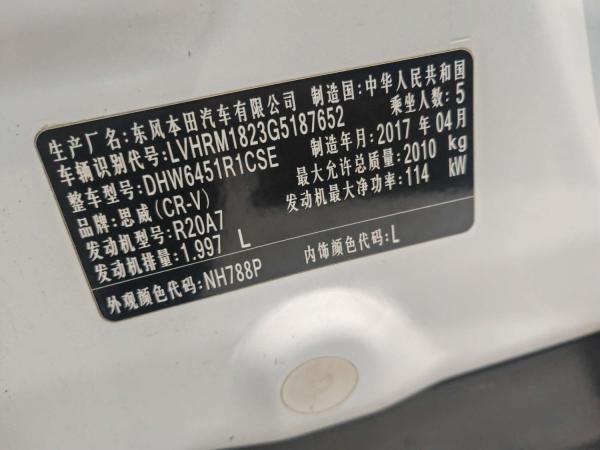 生产厂名:东风本田汽车有限公司 制造国:中华人民共和国
车辆识别代号:LVHRM1823G5187652 乘坐人数:5
整车型号:DHW6451R1CSE 制造年月:2017年04月
品牌:思威(CR-V) 最大允许总质量:2010 kg
发动机型号:R20A7 发动机最大净功率:114 kW
发动机排量:1.997 L
外观颜色代码:NH788P 内饰颜色代码:L